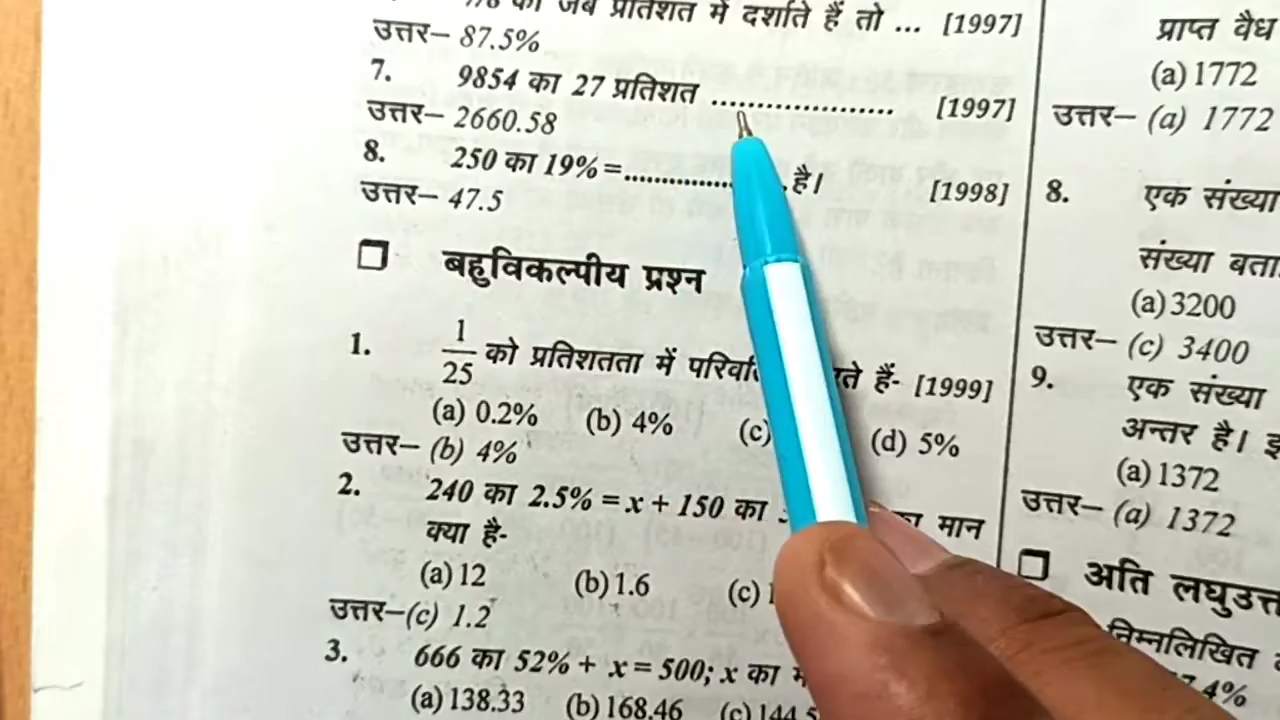 को जब प्रतिशत में दर्शाते हैं तो ... [1997]
उत्तर– 87.5%
7. 9854 का 27 प्रतिशत .................... [1997]
उत्तर– 2660.58
8. 250 का 19% = ................ है। [1998]
उत्तर– 47.5
❏ बहुविकल्पीय प्रश्न
1. 1/25 को प्रतिशतता में हैं- [1999]
(a) 0.2% (b) 4% (c) (d) 5%
उत्तर– (b) 4%
2. 240 का 2.5% = x + 150 का मान
क्या है-
(a) 12 (b) 1.6 (c)
उत्तर–(c) 1.2
3. 666 का 52% + x = 500; x का
(a) 138.33 (b) 168.46 (c) 144.5
प्राप्त वैध
(a) 1772
उत्तर– (a) 1772
8. एक संख्या
संख्या
(a) 3200
उत्तर– (c) 3400
9. एक संख्या
अन्तर है।
(a) 1372
उत्तर– (a) 1372
❏ अति
निम्नलिखित